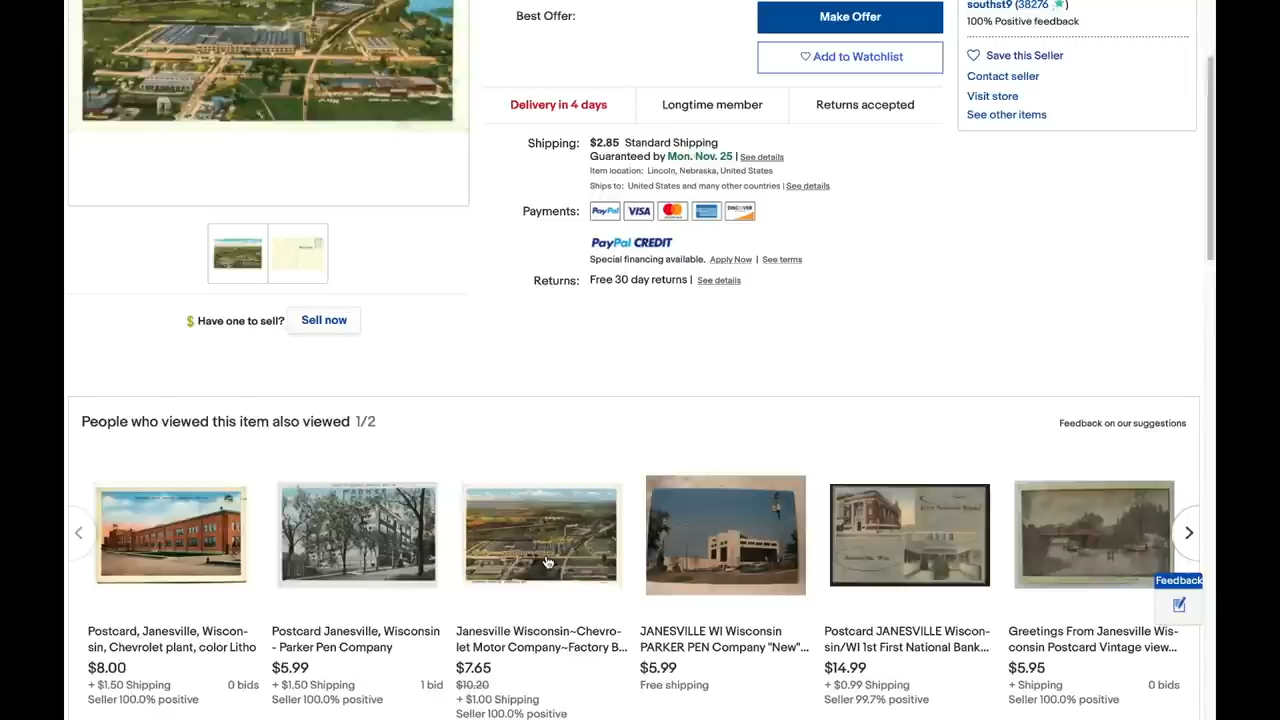 southst9 (38276 )
Best Offer:
Make Offer
100% Positive feedback
Add to Watchlist
Save this Seller
Contact seller
Visit store
See other items
Delivery in 4 days
Longtime member
Returns accepted
Shipping: $2.85 Standard Shipping
Guaranteed by Mon. Nov. 25 | See details
Item location: Lincoln, Nebraska, United States
Ships to: United States and many other countries | See details
Payments: PayPal VISA DISCOVER
PayPal CREDIT
Special financing available. Apply Now | See terms
Returns: Free 30 day returns | See details
Have one to sell? Sell now
People who viewed this item also viewed 1/2
Feedback on our suggestions
Feedback
Postcard, Janesville, Wiscon-
sin, Chevrolet plant, color Litho
$8.00
+ $1.50 Shipping 0 bids
Seller 100.0% positive
Postcard Janesville, Wisconsin
- Parker Pen Company
$5.99
+ $1.50 Shipping 1 bid
Seller 100.0% positive
Janesville Wisconsin~Chevro-
let Motor Company~Factory B...
$7.65
$10.20
+ $1.00 Shipping
Seller 100.0% positive
JANESVILLE WI Wisconsin
PARKER PEN Company "New"...
$5.99
Free shipping
Postcard JANESVILLE Wiscon-
sin/WI 1st First National Bank...
$14.99
+ $0.99 Shipping
Seller 99.7% positive
Greetings From Janesville Wis-
consin Postcard Vintage view...
$5.95
+ Shipping 0 bids
Seller 100.0% positive